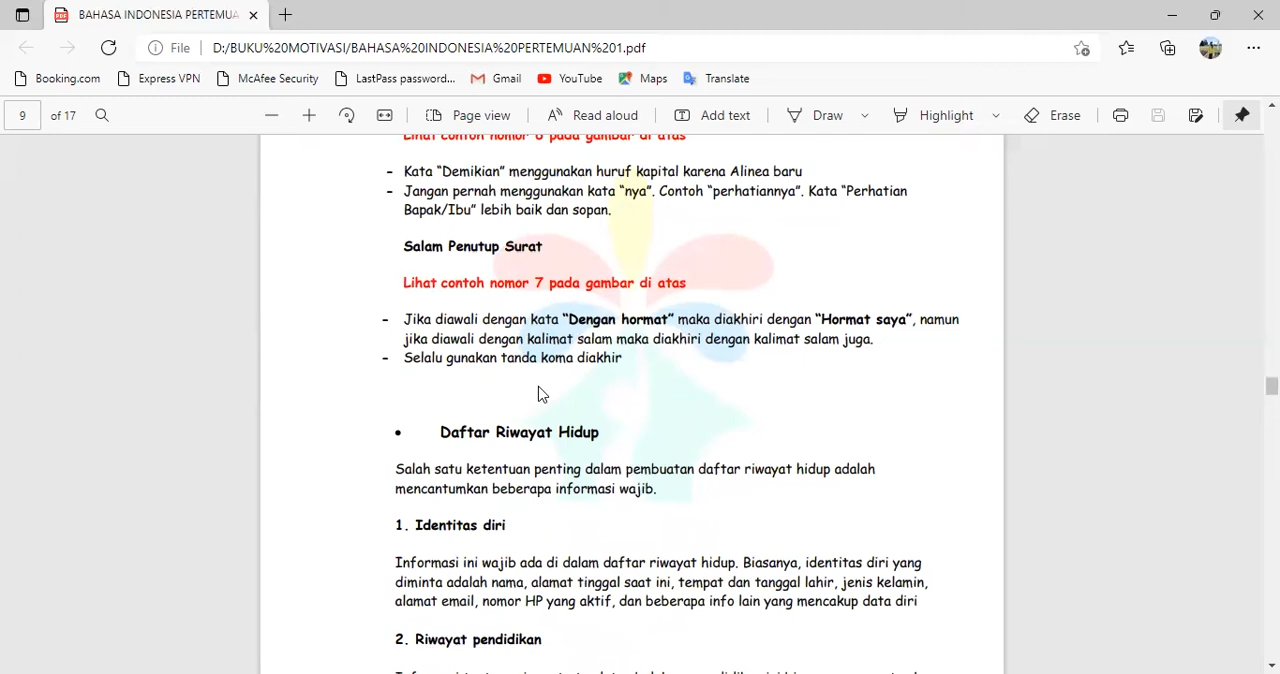 BAHASA INDONESIA PERTEMUA
File D:/BUKU%20MOTIVASI/BAHASA%20INDONESIA%20PERTEMUAN%201.pdf
Booking.com Express VPN McAfee Security LastPass password... Gmail YouTube Maps Translate
9 of 17 Page view Read aloud Add text Draw Highlight Erase
Lihat contoh nomor 6 pada gambar di atas
- Kata “Demikian” menggunakan huruf kapital karena Alinea baru
- Jangan pernah menggunakan kata “nya”. Contoh “perhatiannya”. Kata “Perhatian
Bapak/Ibu” lebih baik dan sopan.
Salam Penutup Surat
Lihat contoh nomor 7 pada gambar di atas
- Jika diawali dengan kata “Dengan hormat” maka diakhiri dengan “Hormat saya”, namun
jika diawali dengan kalimat salam maka diakhiri dengan kalimat salam juga.
- Selalu gunakan tanda koma diakhir
• Daftar Riwayat Hidup
Salah satu ketentuan penting dalam pembuatan daftar riwayat hidup adalah
mencantumkan beberapa informasi wajib.
1. Identitas diri
Informasi ini wajib ada di dalam daftar riwayat hidup. Biasanya, identitas diri yang
diminta adalah nama, alamat tinggal saat ini, tempat dan tanggal lahir, jenis kelamin,
alamat email, nomor HP yang aktif, dan beberapa info lain yang mencakup data diri
2. Riwayat pendidikan